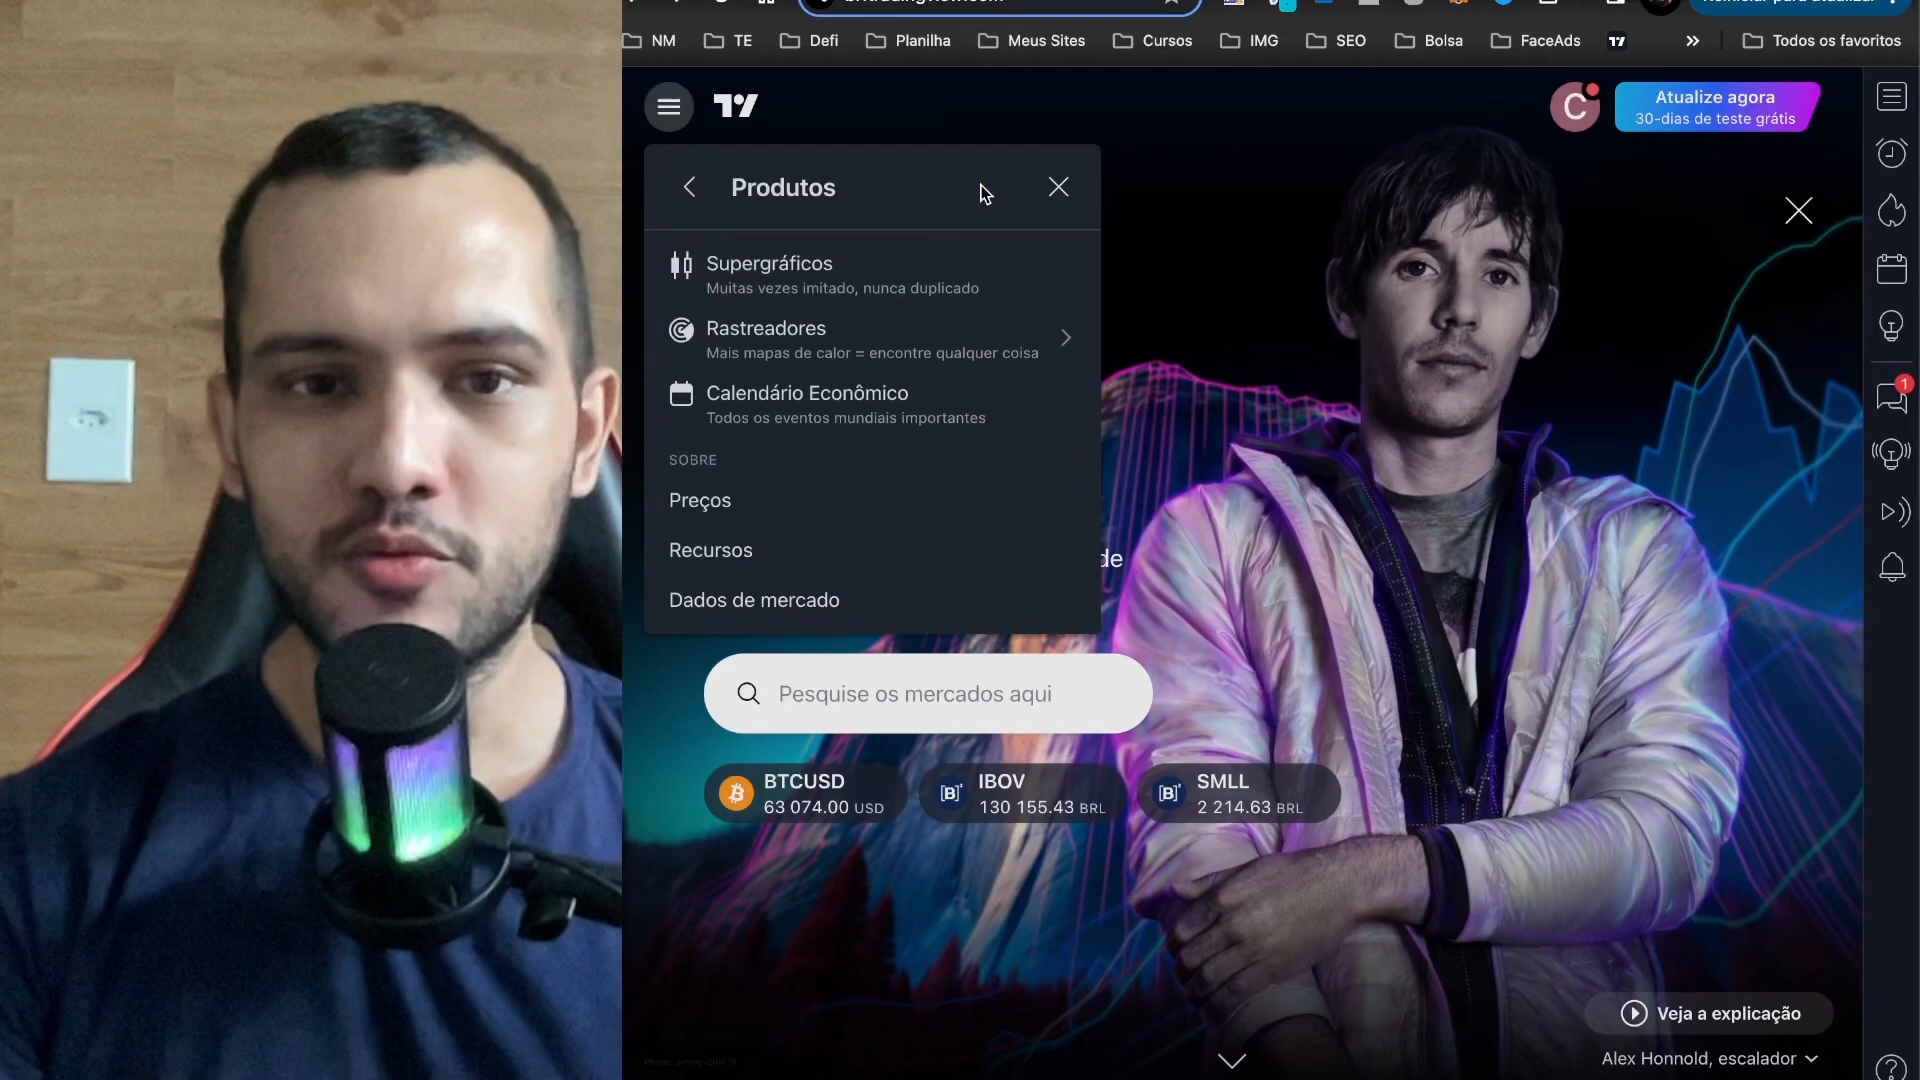 NM
TE
Defi
Planilha
Meus Sites
Cursos
IMG
SEO
Bolsa
FaceAds
Todos os favoritos
C
Atualize agora
30-dias de teste grátis
Produtos
Supergráficos
Muitas vezes imitado, nunca duplicado
Rastreadores
Mais mapas de calor = encontre qualquer coisa
Calendário Econômico
Todos os eventos mundiais importantes
SOBRE
Preços
Recursos
de
Dados de mercado
Pesquise os mercados aqui
BTCUSD
63 074.00 USD
IBOV
130 155.43 BRL
SMLL
2 214.63 BRL
1
Veja a explicação
Alex Honnold, escalador